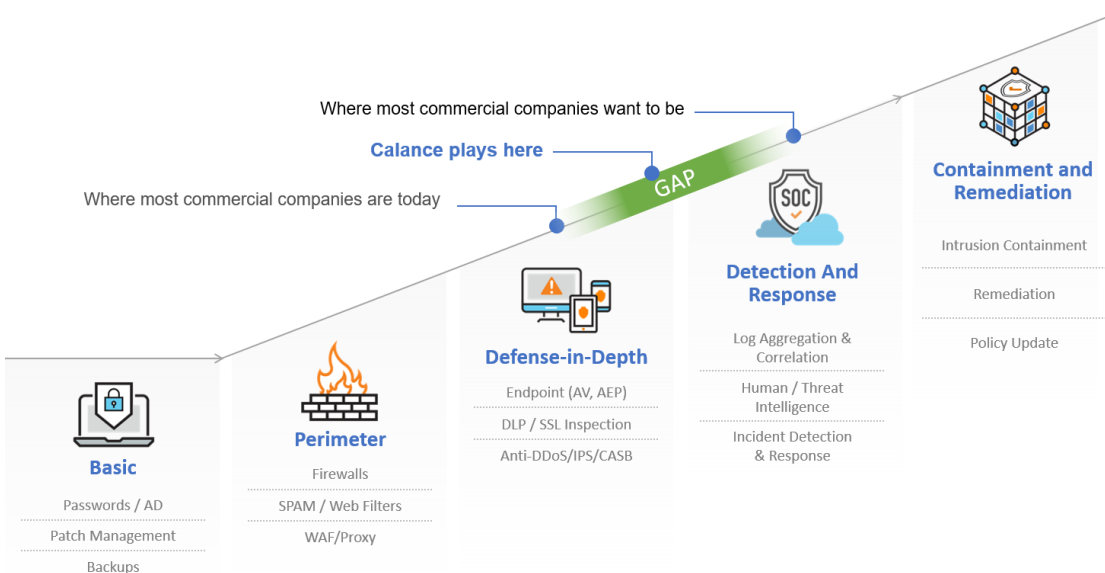 Where most commercial companies want to be
Calance plays here
Where most commercial companies are today
GAP
Basic
Passwords / AD
Patch Management
Backups
Perimeter
Firewalls
SPAM / Web Filters
WAF/Proxy
Defense-in-Depth
Endpoint (AV, AEP)
DLP / SSL Inspection
Anti-DDoS/IPS/CASB
SOC
Detection And
Response
Log Aggregation &
Correlation
Human / Threat
Intelligence
Incident Detection
& Response
Containment and
Remediation
Intrusion Containment
Remediation
Policy Update